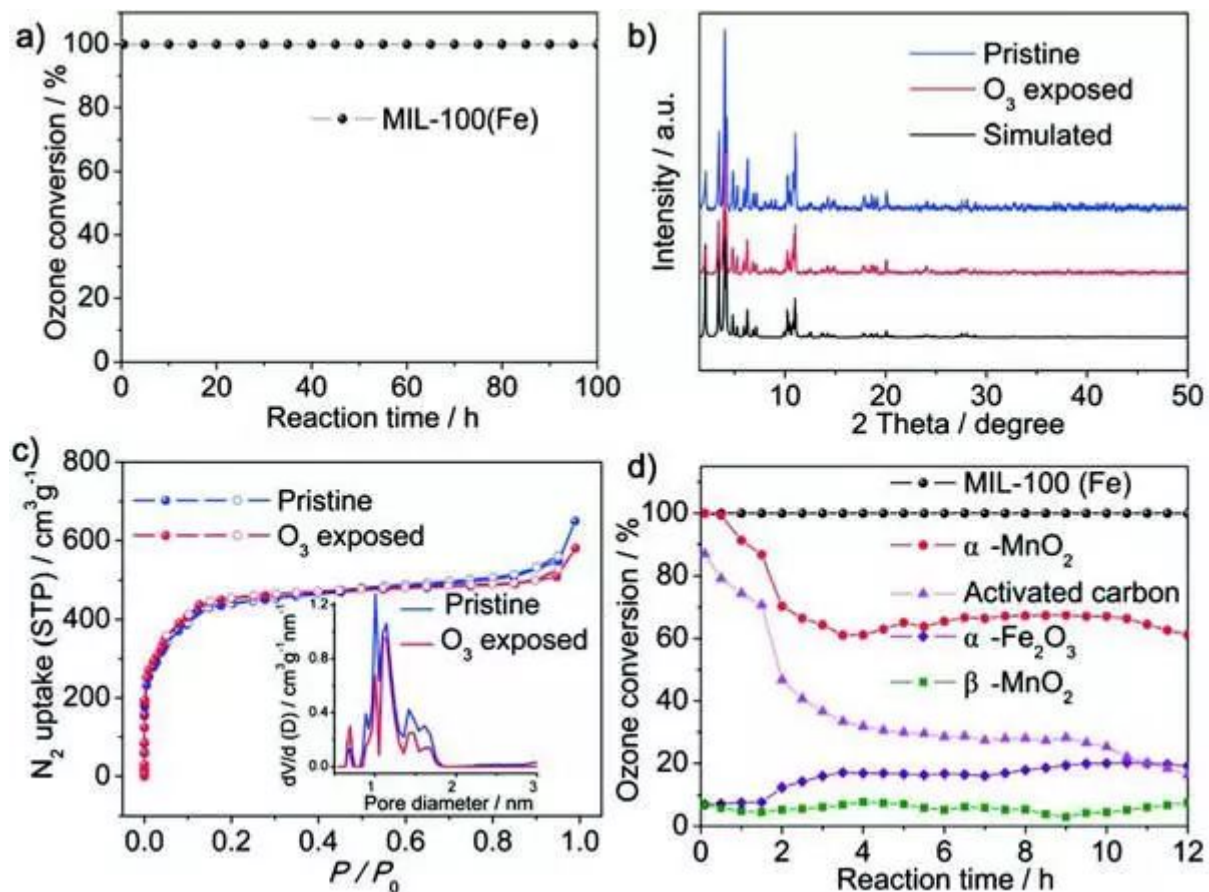 a)
Ozone conversion / %
100
80
60
40
20
0
MIL-100(Fe)
0 20 40 60 80 100
Reaction time / h
b)
Intensity / a.u.
Pristine
O₃ exposed
Simulated
10 20 30 40 50
2 Theta / degree
c)
N₂ uptake (STP) / cm³g⁻¹
800
600
400
200
0
Pristine
O₃ exposed
dV/d (D) / cm³g⁻¹nm⁻¹
1.2
0.8
0.4
0.0
Pristine
O₃ exposed
1 2 3
Pore diameter / nm
0.0 0.2 0.4 0.6 0.8 1.0
P / P₀
d)
Ozone conversion / %
100
80
60
40
20
0
MIL-100 (Fe)
α -MnO₂
Activated carbon
α -Fe₂O₃
β -MnO₂
0 2 4 6 8 10 12
Reaction time / h